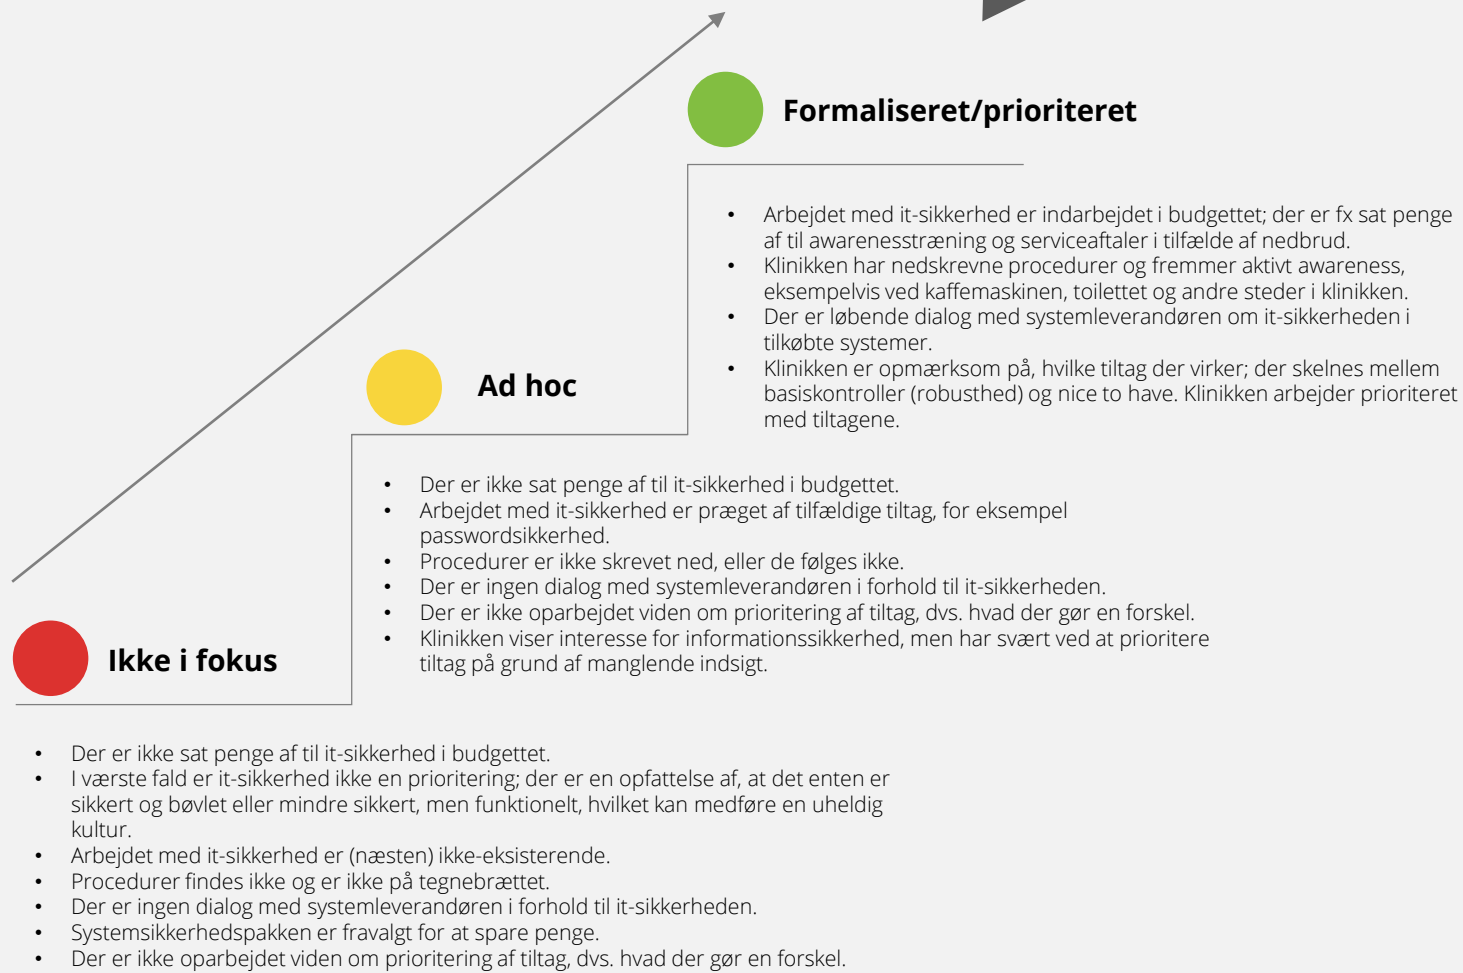 Formaliseret/prioriteret
• Arbejdet med it-sikkerhed er indarbejdet i budgettet; der er fx sat penge
af til awarenesstræning og serviceaftaler i tilfælde af nedbrud.
• Klinikken har nedskrevne procedurer og fremmer aktivt awareness,
eksempelvis ved kaffemaskinen, toilettet og andre steder i klinikken.
• Der er løbende dialog med systemleverandøren om it-sikkerheden i
tilkøbte systemer.
• Klinikken er opmærksom på, hvilke tiltag der virker; der skelnes mellem
basiskontroller (robusthed) og nice to have. Klinikken arbejder prioriteret
med tiltagene.
Ad hoc
• Der er ikke sat penge af til it-sikkerhed i budgettet.
• Arbejdet med it-sikkerhed er præget af tilfældige tiltag, for eksempel
passwordsikkerhed.
• Procedurer er ikke skrevet ned, eller de følges ikke.
• Der er ingen dialog med systemleverandøren i forhold til it-sikkerheden.
• Der er ikke oparbejdet viden om prioritering af tiltag, dvs. hvad der gør en forskel.
• Klinikken viser interesse for informationssikkerhed, men har svært ved at prioritere
tiltag på grund af manglende indsigt.
Ikke i fokus
• Der er ikke sat penge af til it-sikkerhed i budgettet.
• I værste fald er it-sikkerhed ikke en prioritering; der er en opfattelse af, at det enten er
sikkert og bøvlet eller mindre sikkert, men funktionelt, hvilket kan medføre en uheldig
kultur.
• Arbejdet med it-sikkerhed er (næsten) ikke-eksisterende.
• Procedurer findes ikke og er ikke på tegnebrættet.
• Der er ingen dialog med systemleverandøren i forhold til it-sikkerheden.
• Systemsikkerhedspakken er fravalgt for at spare penge.
• Der er ikke oparbejdet viden om prioritering af tiltag, dvs. hvad der gør en forskel.